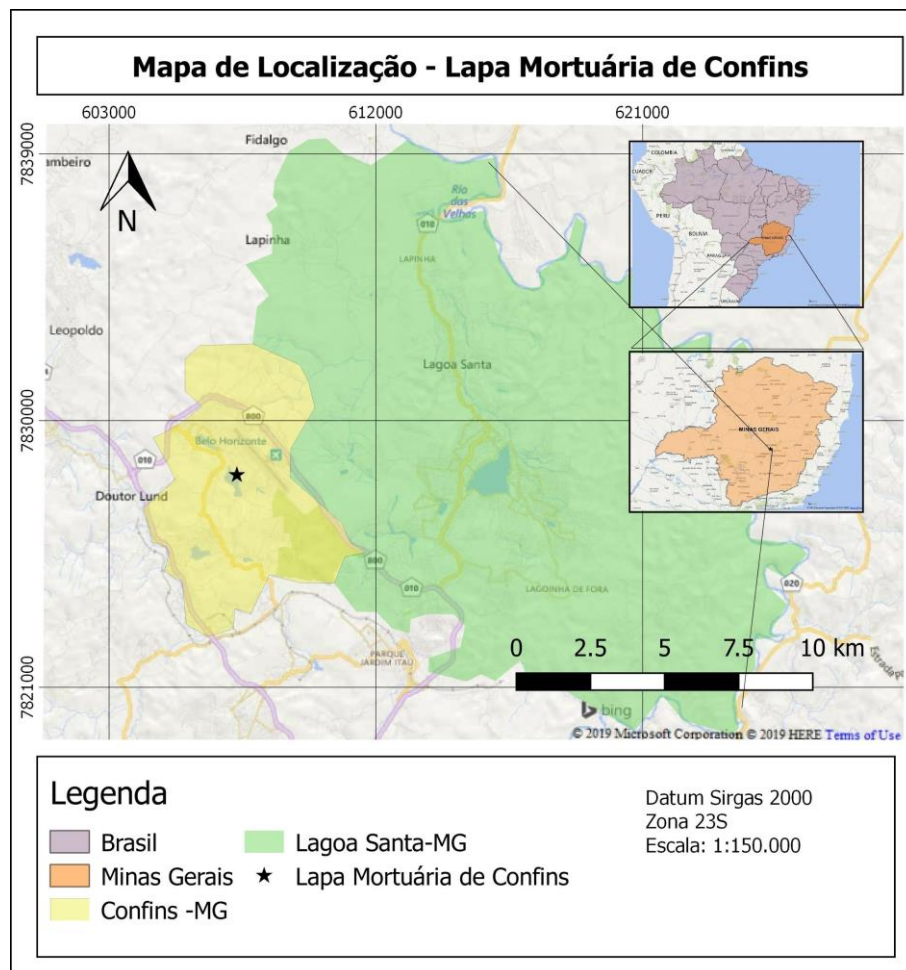 Mapa de Localização - Lapa Mortuária de Confins
603000
612000
621000
7839000
7830000
7821000
N
Fidalgo
Lapinha
Leopoldo
Rio das Velhas
010
LAPINHA
Lagoa Santa
800
Belo Horizonte
010
Doutor Lund
800
010
LAGOINHA DE FORA
020
PARQUE
JARDIM ITAÚ
COLOMBIA
PERU
BOLIVIA
MINAS GERAIS
0 2.5 5 7.5 10 km
bing
© 2019 Microsoft Corporation © 2019 HERE Terms of Use
Legenda
Brasil
Minas Gerais
Confins -MG
Lagoa Santa-MG
Lapa Mortuária de Confins
Datum Sirgas 2000
Zona 23S
Escala: 1:150.000